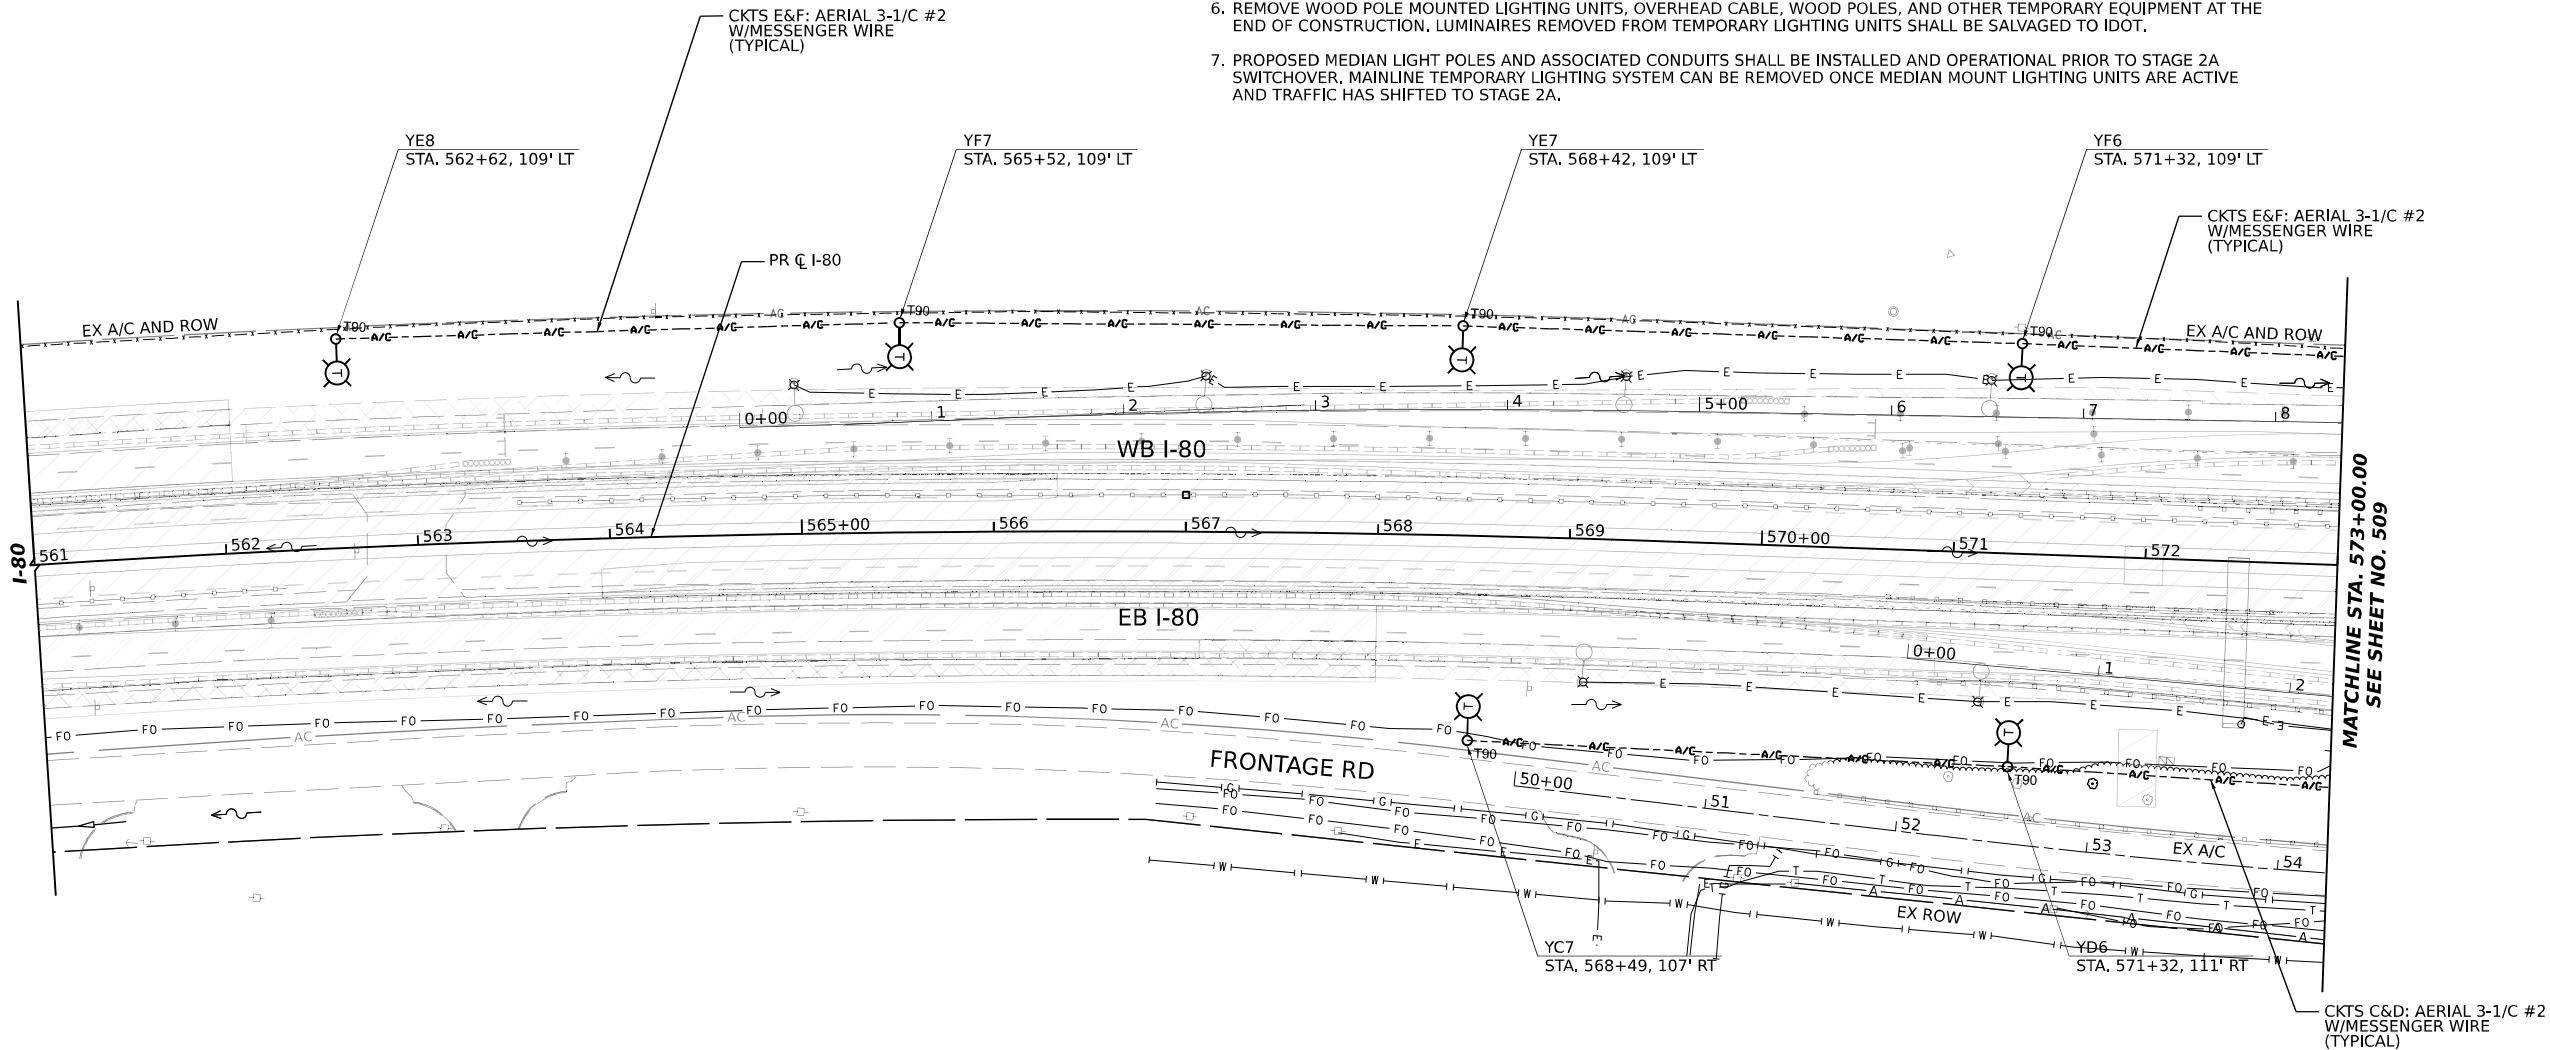 6. REMOVE WOOD POLE MOUNTED LIGHTING UNITS, OVERHEAD CABLE, WOOD POLES, AND OTHER TEMPORARY EQUIPMENT AT THE
END OF CONSTRUCTION. LUMINAIRES REMOVED FROM TEMPORARY LIGHTING UNITS SHALL BE SALVAGED TO IDOT.
7. PROPOSED MEDIAN LIGHT POLES AND ASSOCIATED CONDUITS SHALL BE INSTALLED AND OPERATIONAL PRIOR TO STAGE 2A
SWITCHOVER. MAINLINE TEMPORARY LIGHTING SYSTEM CAN BE REMOVED ONCE MEDIAN MOUNT LIGHTING UNITS ARE ACTIVE
AND TRAFFIC HAS SHIFTED TO STAGE 2A.
CKTS E&F: AERIAL 3-1/C #2
W/MESSENGER WIRE
(TYPICAL)
YE8
STA. 562+62, 109' LT
YF7
STA. 565+52, 109' LT
YE7
STA. 568+42, 109' LT
YF6
STA. 571+32, 109' LT
CKTS E&F: AERIAL 3-1/C #2
W/MESSENGER WIRE
(TYPICAL)
PR ℄ I-80
EX A/C AND ROW
T90
T90
T90
T90
EX A/C AND ROW
0+00 1 2 3 4 5+00 6 7 8
WB I-80
I-80
561 562 563 564 565+00 566 567 568 569 570+00 571 572
EB I-80
0+00 1 2
MATCHLINE STA. 573+00.00
SEE SHEET NO. 509
FRONTAGE RD
T90
T90
50+00 51 52 53 54
EX A/C
EX ROW
YC7
STA. 568+49, 107' RT
YD6
STA. 571+32, 111' RT
CKTS C&D: AERIAL 3-1/C #2
W/MESSENGER WIRE
(TYPICAL)